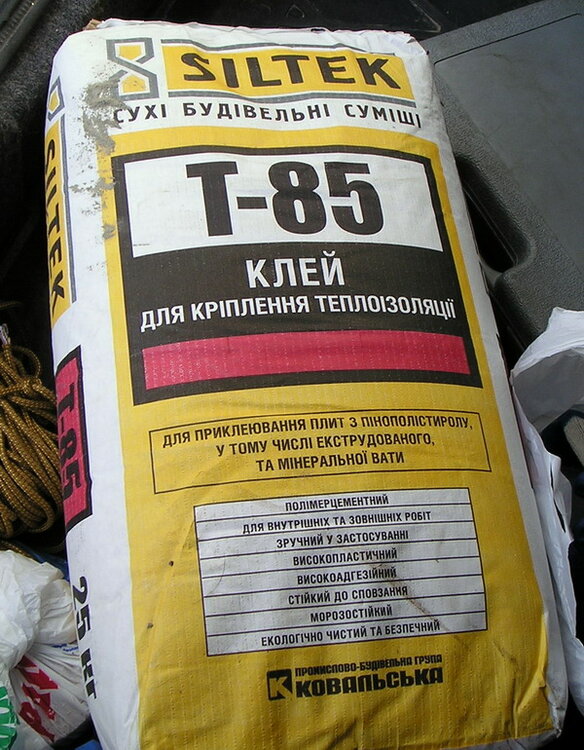 SILTEK
СУХІ БУДІВЕЛЬНІ СУМІШІ
Т-85
КЛЕЙ
ДЛЯ КРІПЛЕННЯ ТЕПЛОІЗОЛЯЦІЇ
ДЛЯ ПРИКЛЕЮВАННЯ ПЛИТ З ПІНОПОЛІСТИРОЛУ,
У ТОМУ ЧИСЛІ ЕКСТРУДОВАНОГО,
ТА МІНЕРАЛЬНОЇ ВАТИ
ПОЛІМЕРЦЕМЕНТНИЙ
ДЛЯ ВНУТРІШНІХ ТА ЗОВНІШНІХ РОБІТ
ЗРУЧНИЙ У ЗАСТОСУВАННІ
ВИСОКОПЛАСТИЧНИЙ
ВИСОКОАДГЕЗІЙНИЙ
СТІЙКИЙ ДО СПОВЗАННЯ
МОРОЗОСТІЙКИЙ
ЕКОЛОГІЧНО ЧИСТИЙ ТА БЕЗПЕЧНИЙ
ПРОМИСЛОВО-БУДІВЕЛЬНА ГРУПА
КОВАЛЬСЬКА
SILTEK
Т-85
25 КГ